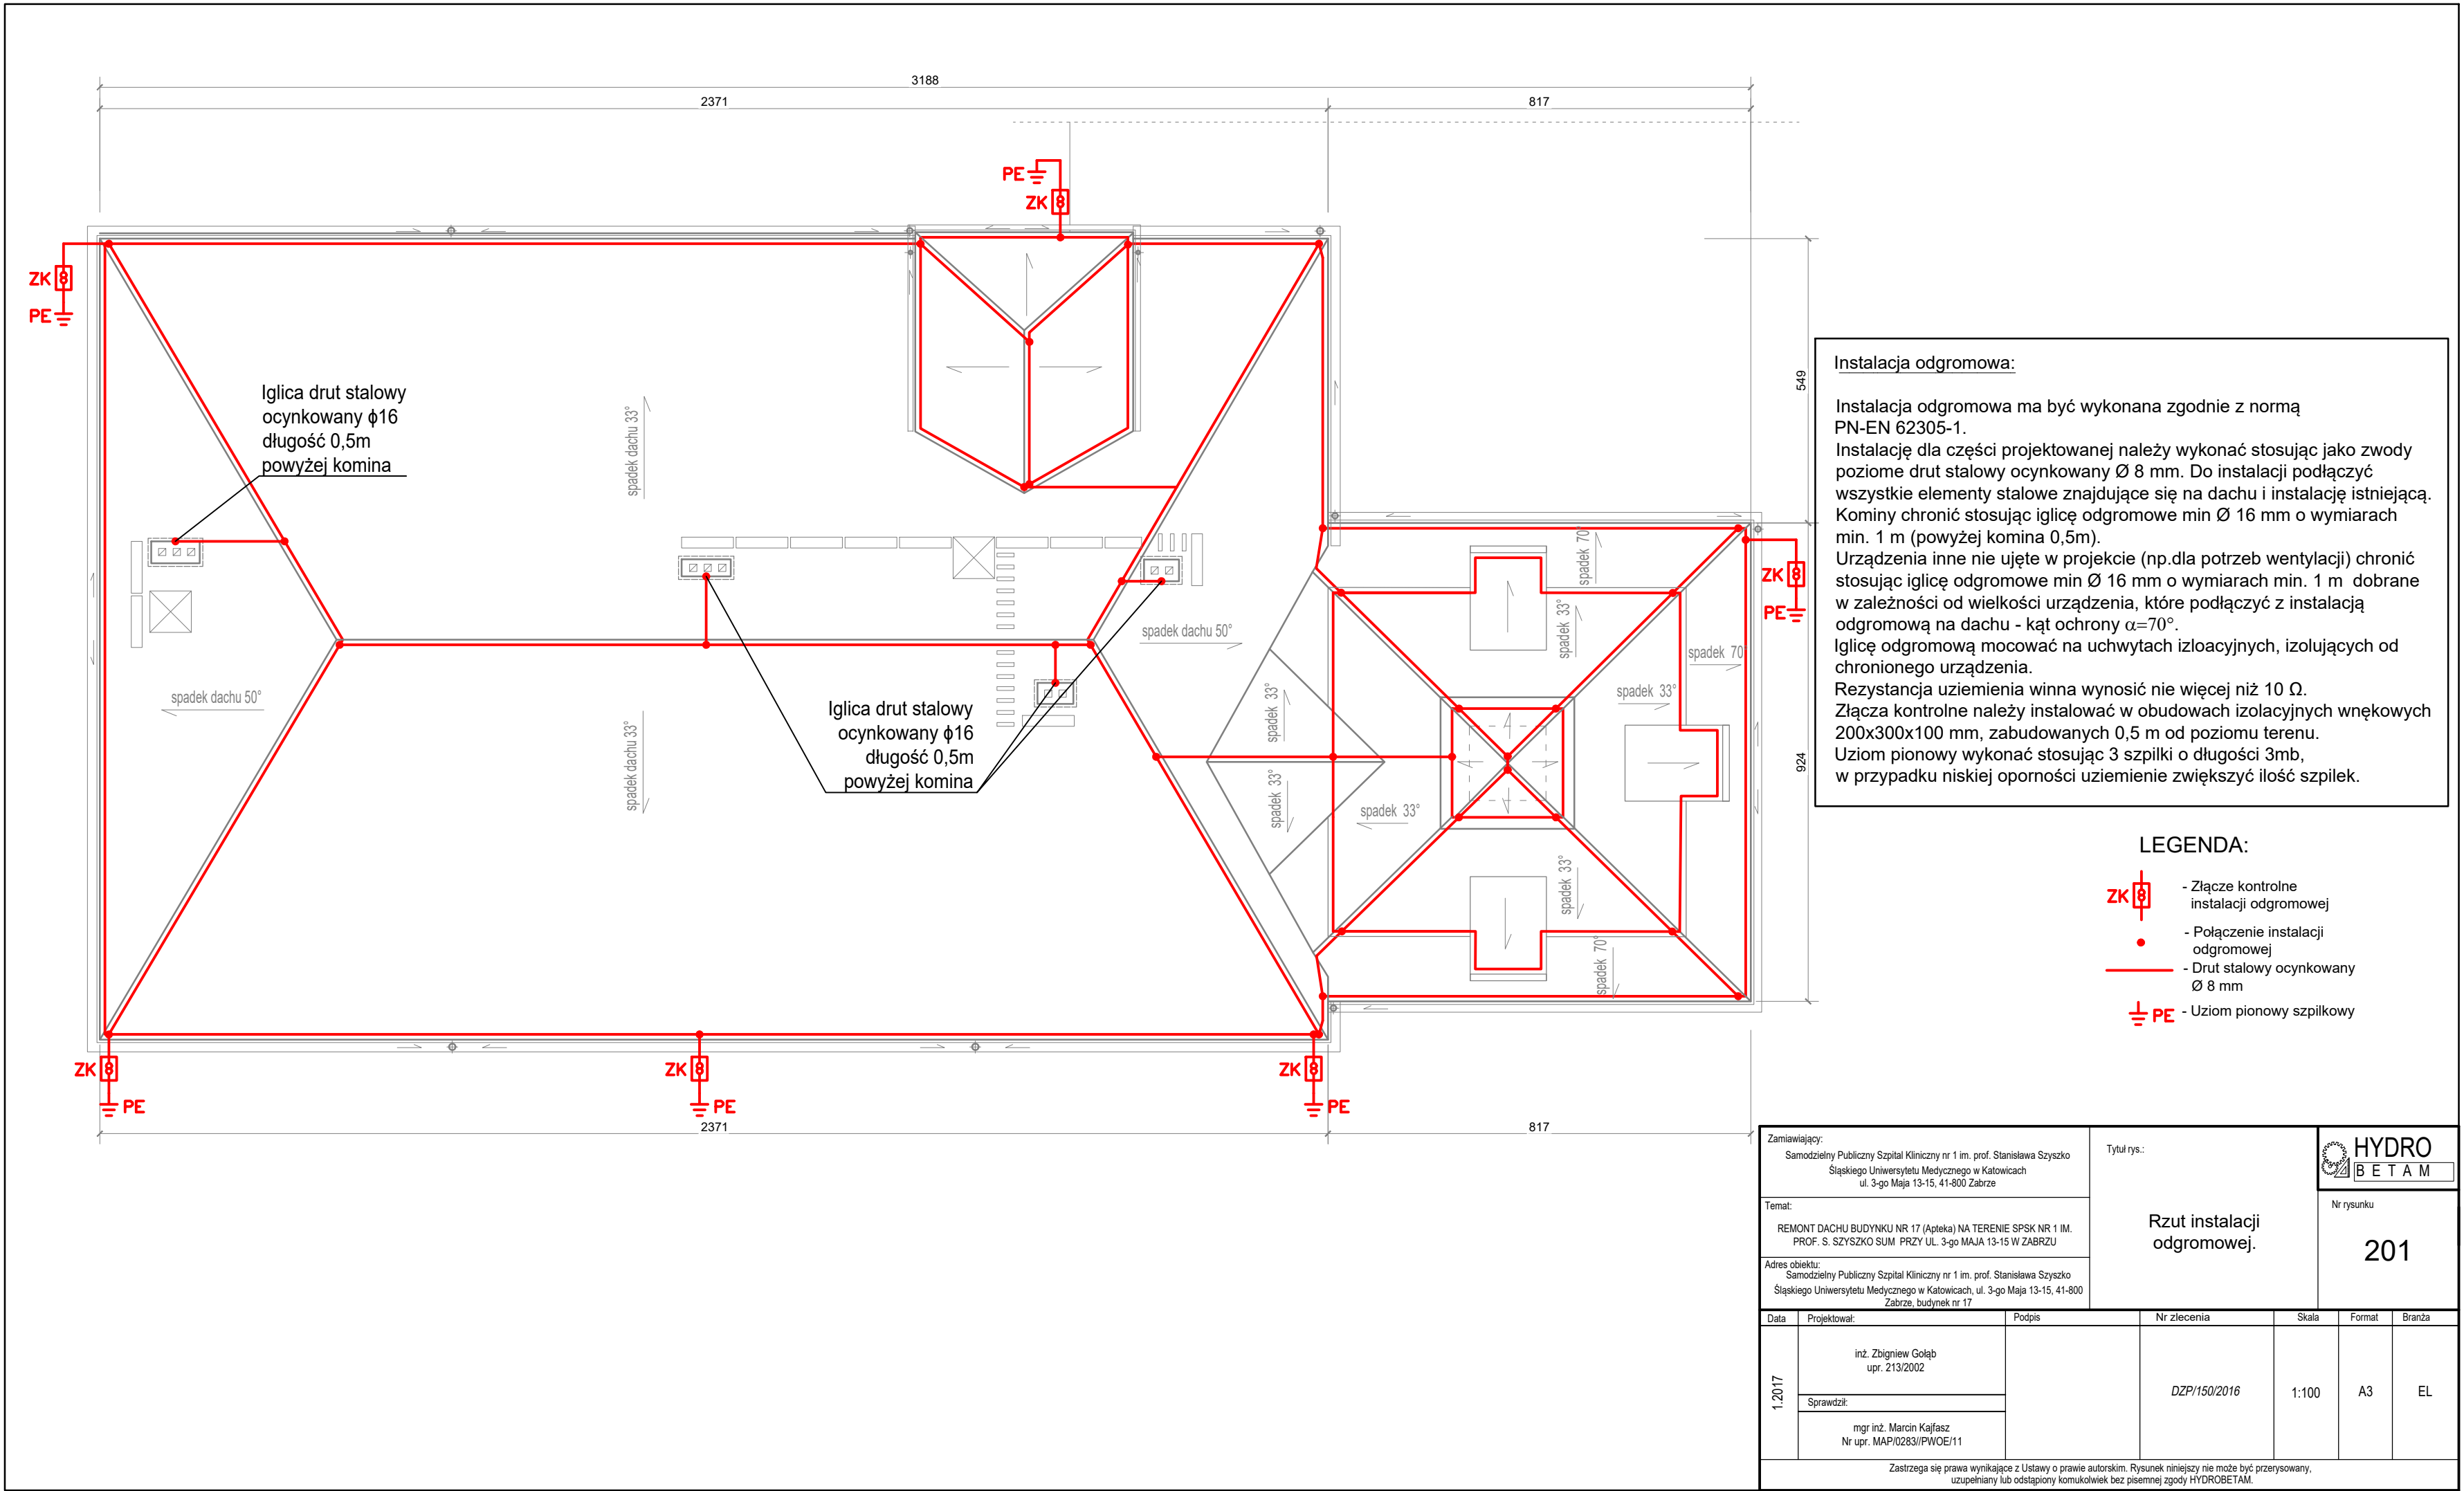 3188
2371
817
PE
ZK
ZK
PE
Iglica drut stalowy
ocynkowany ϕ16
długość 0,5m
powyżej komina
spadek dachu 33°
549
spadek 70°
ZK
PE
spadek 33°
spadek dachu 50°
spadek 70°
spadek 33°
spadek dachu 50°
spadek 33°
Iglica drut stalowy
ocynkowany ϕ16
długość 0,5m
powyżej komina
spadek dachu 33°
spadek 33°
spadek 33°
924
spadek 33°
spadek 70°
ZK
PE
ZK
PE
ZK
PE
2371
817
Instalacja odgromowa:
Instalacja odgromowa ma być wykonana zgodnie z normą
PN-EN 62305-1.
Instalację dla części projektowanej należy wykonać stosując jako zwody
poziome drut stalowy ocynkowany Ø 8 mm. Do instalacji podłączyć
wszystkie elementy stalowe znajdujące się na dachu i instalację istniejącą.
Kominy chronić stosując iglicę odgromowe min Ø 16 mm o wymiarach
min. 1 m (powyżej komina 0,5m).
Urządzenia inne nie ujęte w projekcie (np.dla potrzeb wentylacji) chronić
stosując iglicę odgromowe min Ø 16 mm o wymiarach min. 1 m dobrane
w zależności od wielkości urządzenia, które podłączyć z instalacją
odgromową na dachu - kąt ochrony α=70°.
Iglicę odgromową mocować na uchwytach izloacyjnych, izolujących od
chronionego urządzenia.
Rezystancja uziemienia winna wynosić nie więcej niż 10 Ω.
Złącza kontrolne należy instalować w obudowach izolacyjnych wnękowych
200x300x100 mm, zabudowanych 0,5 m od poziomu terenu.
Uziom pionowy wykonać stosując 3 szpilki o długości 3mb,
w przypadku niskiej oporności uziemienie zwiększyć ilość szpilek.
LEGENDA:
ZK - Złącze kontrolne
instalacji odgromowej
- Połączenie instalacji
odgromowej
- Drut stalowy ocynkowany
Ø 8 mm
PE - Uziom pionowy szpilkowy
Zamiawiający:
Samodzielny Publiczny Szpital Kliniczny nr 1 im. prof. Stanisława Szyszko
Śląskiego Uniwersytetu Medycznego w Katowicach
ul. 3-go Maja 13-15, 41-800 Zabrze
Temat:
REMONT DACHU BUDYNKU NR 17 (Apteka) NA TERENIE SPSK NR 1 IM.
PROF. S. SZYSZKO SUM PRZY UL. 3-go MAJA 13-15 W ZABRZU
Adres obiektu:
Samodzielny Publiczny Szpital Kliniczny nr 1 im. prof. Stanisława Szyszko
Śląskiego Uniwersytetu Medycznego w Katowicach, ul. 3-go Maja 13-15, 41-800
Zabrze, budynek nr 17
Tytuł rys.:
Rzut instalacji
odgromowej.
HYDRO
BETAM
Nr rysunku
201
Data
Projektował:
Podpis
Nr zlecenia
Skala
Format
Branża
1.2017
inż. Zbigniew Gołąb
upr. 213/2002
Sprawdził:
mgr inż. Marcin Kajfasz
Nr upr. MAP/0283//PWOE/11
DZP/150/2016
1:100
A3
EL
Zastrzega się prawa wynikające z Ustawy o prawie autorskim. Rysunek niniejszy nie może być przerysowany,
uzupełniany lub odstąpiony komukolwiek bez pisemnej zgody HYDROBETAM.